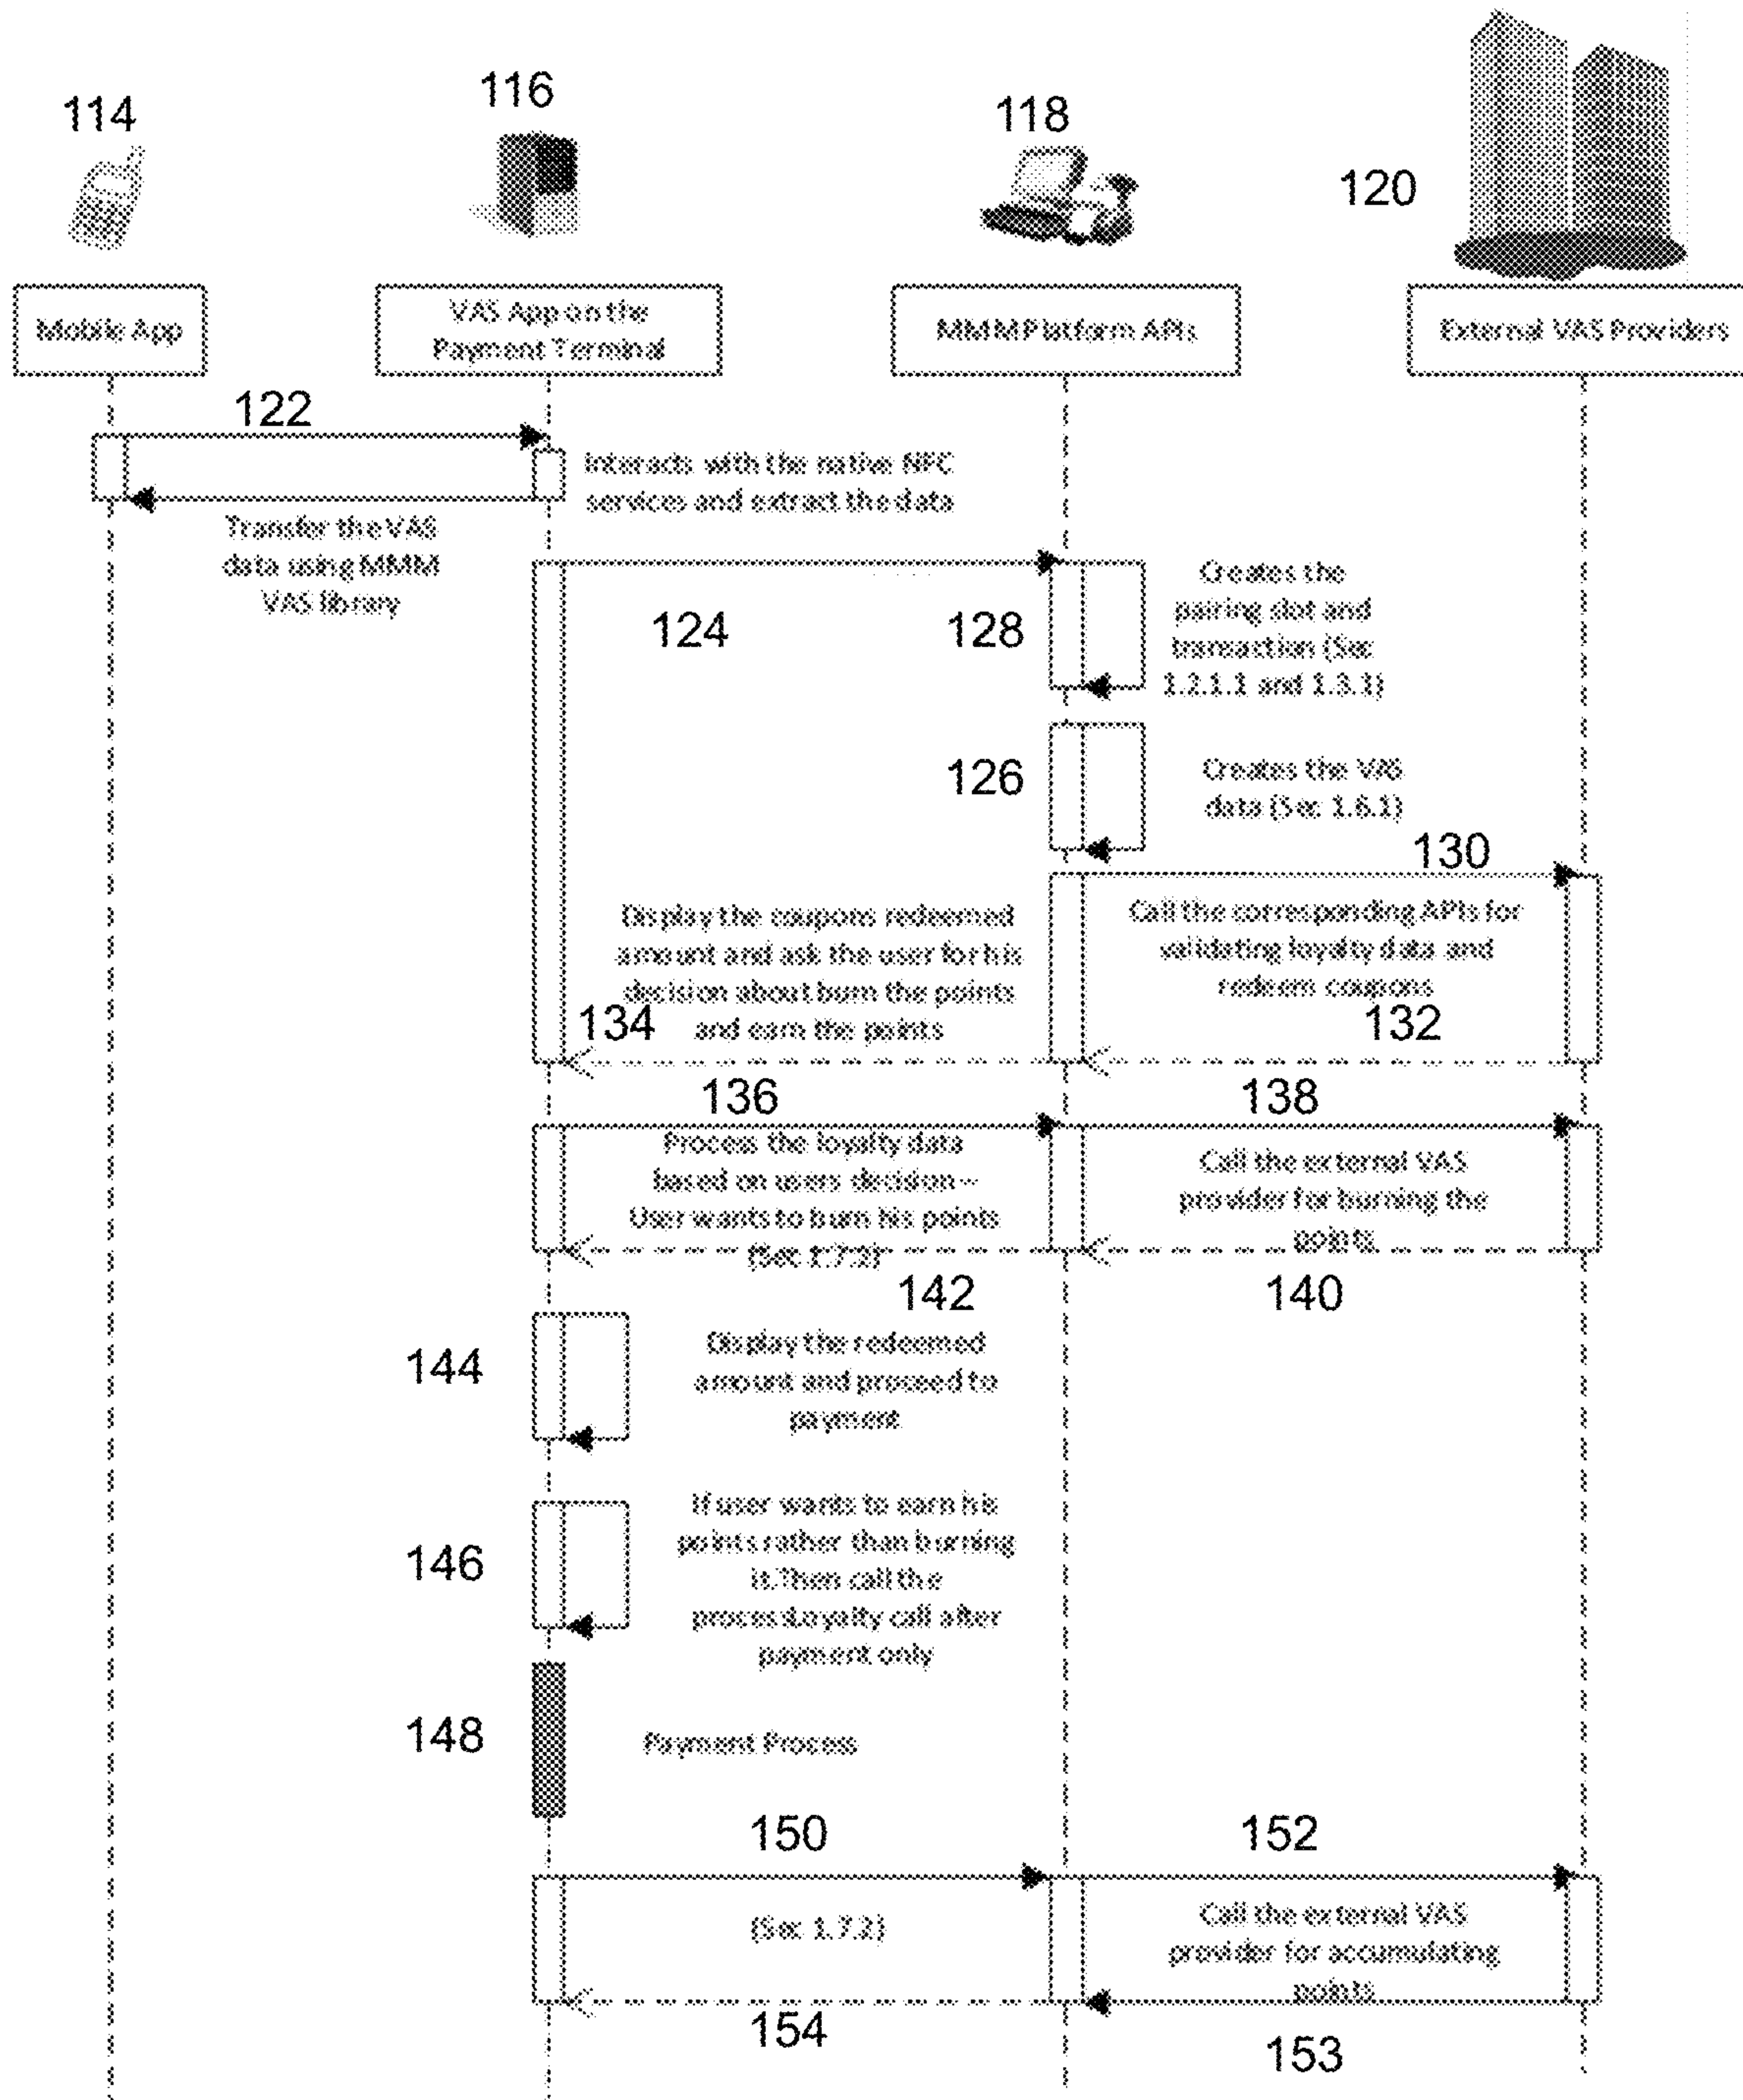 114
116
118
120
Mobile App
VAS App on the
Payment Terminal
MMM Platform APIs
External VAS Providers
122
Interacts with the native NFC
services and extract the data
Transfer the VAS
data using MMM
VAS library
124
128
Creates the
pairing slot and
transaction (Sec
1.2.1.1 and 1.3.1)
126
Creates the VAS
data (Sec 1.6.1)
130
Display the coupons redeemed
amount and ask the user for his
decision about burn the points
and earn the points
134
Call the corresponding APIs for
validating loyalty data and
redeem coupons
132
136
138
Process the loyalty data
based on users decision –
User wants to burn his points
(Sec 1.7.2)
Call the external VAS
provider for burning the
points
142
140
144
Display the redeemed
amount and proceed to
payment
146
If user wants to earn his
points rather than burning
it. Then call the
processLoyalty call after
payment only
148
Payment Process
150
152
(Sec 1.7.2)
Call the external VAS
provider for accumulating
points
154
153